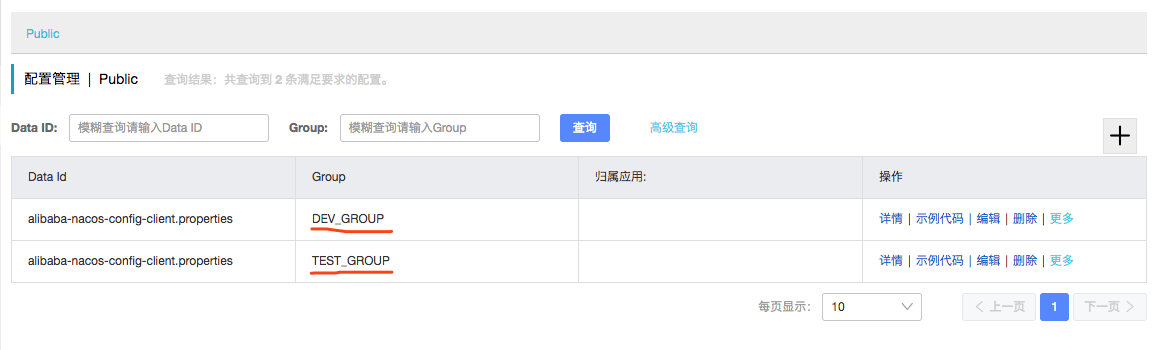 Public
配置管理 | Public 查询结果：共查询到 2 条满足要求的配置。
Data ID: 模糊查询请输入Data ID Group: 模糊查询请输入Group 查询 高级查询
Data Id Group 归属应用: 操作
alibaba-nacos-config-client.properties DEV_GROUP 详情 | 示例代码 | 编辑 | 删除 | 更多
alibaba-nacos-config-client.properties TEST_GROUP 详情 | 示例代码 | 编辑 | 删除 | 更多
每页显示: 10 < 上一页 1 下一页 >